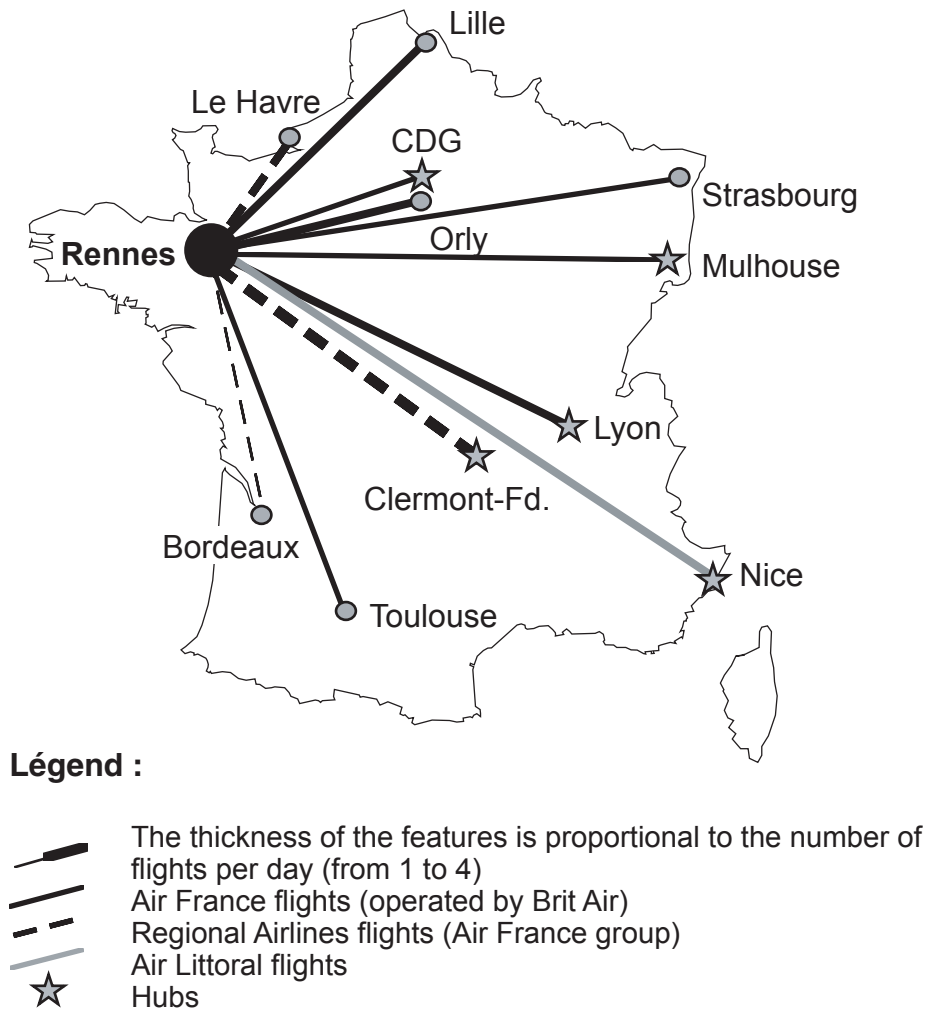 Lille
Le Havre
CDG
Strasbourg
Orly
Rennes
Mulhouse
Lyon
Clermont-Fd.
Bordeaux
Nice
Toulouse
Légend :
The thickness of the features is proportional to the number of
flights per day (from 1 to 4)
Air France flights (operated by Brit Air)
Regional Airlines flights (Air France group)
Air Littoral flights
Hubs